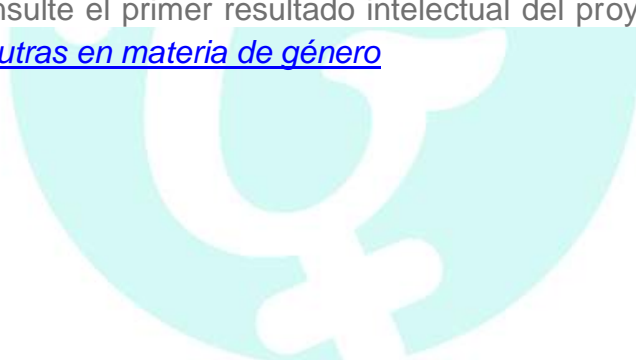 nsulte el primer resultado intelectual del proy
utras en materia de género